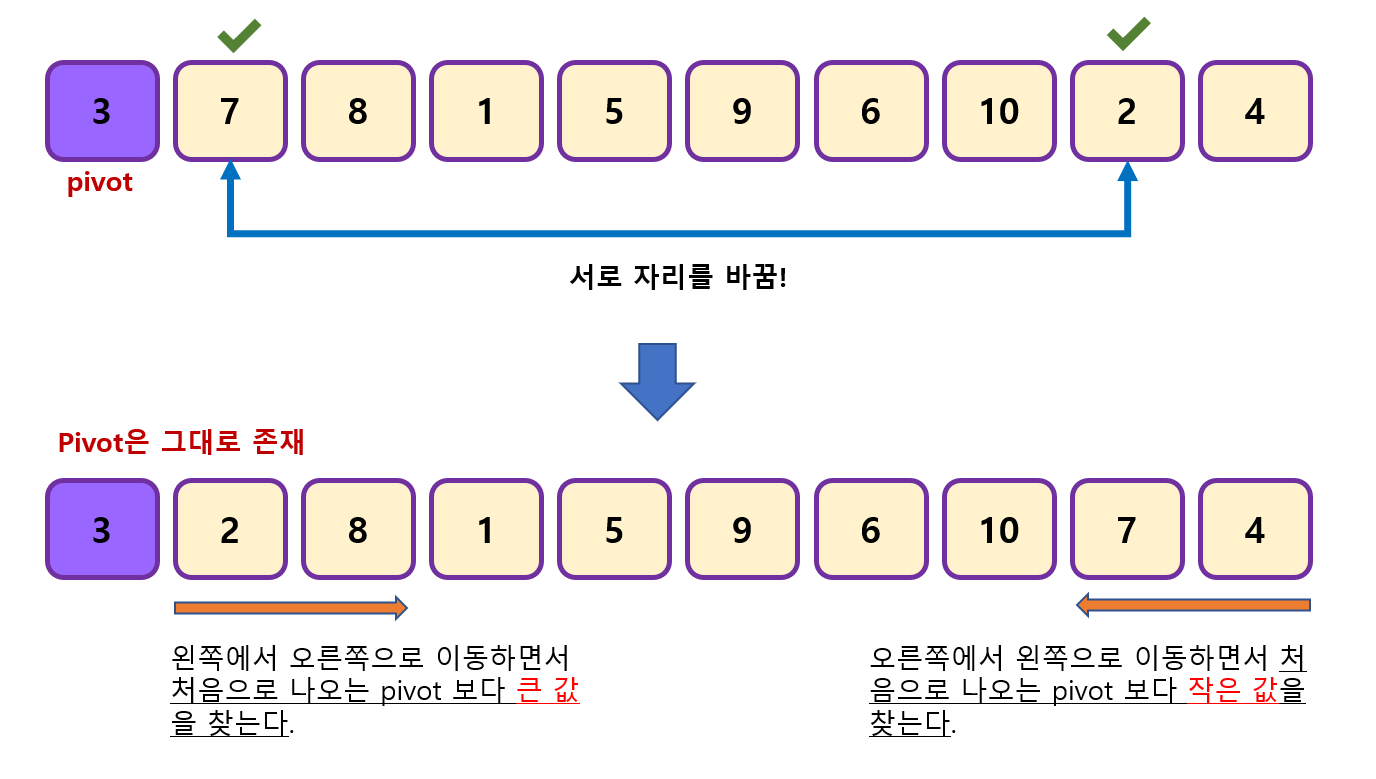 3 7 8 1 5 9 6 10 2 4
pivot
서로 자리를 바꿈!
Pivot은 그대로 존재
3 2 8 1 5 9 6 10 7 4
왼쪽에서 오른쪽으로 이동하면서
처음으로 나오는 pivot 보다 큰 값
을 찾는다.
오른쪽에서 왼쪽으로 이동하면서 처
음으로 나오는 pivot 보다 작은 값을
찾는다.